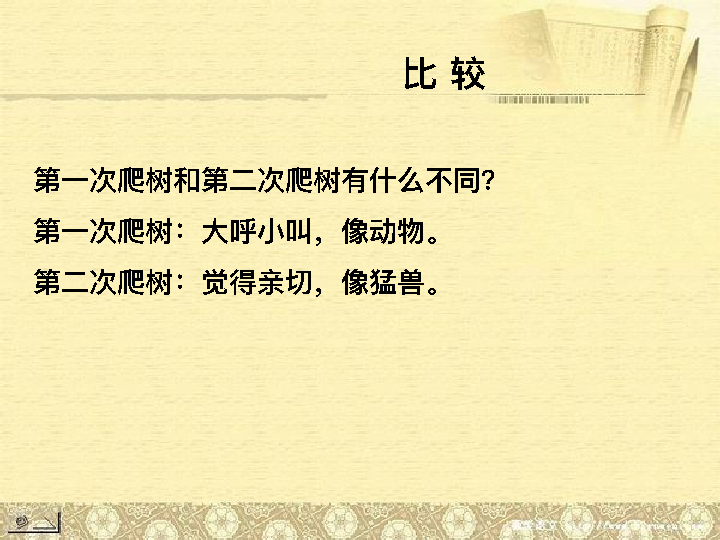 比 较
第一次爬树和第二次爬树有什么不同?
第一次爬树：大呼小叫，像动物。
第二次爬树：觉得亲切，像猛兽。